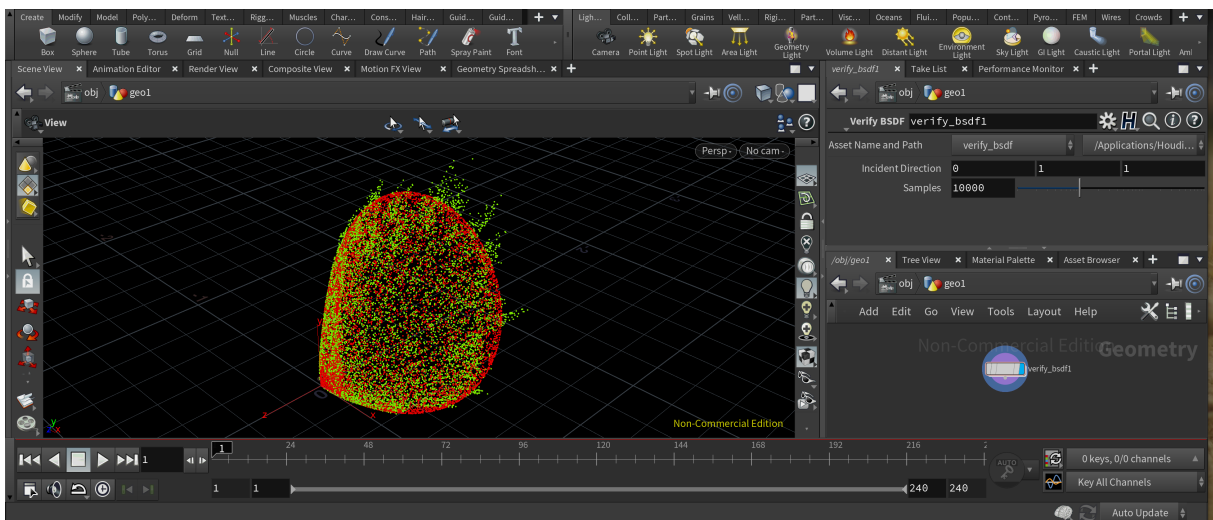 Create Modify Model Poly... Deform Text... Rigg... Muscles Char... Cons... Hair... Guid... Guid... Ligh... Coll... Part... Grains Vell... Rigi... Part... Visc... Oceans Flui... Popu... Cont... Pyro... FEM Wires Crowds
Box Sphere Tube Torus Grid Null Line Circle Curve Draw Curve Path Spray Paint Font Camera Point Light Spot Light Area Light Geometry Light Volume Light Distant Light Environment Light Sky Light GI Light Caustic Light Portal Light Ami
Scene View Animation Editor Render View Composite View Motion FX View Geometry Spreadsh...
obj geo1
View
Persp No cam
Non-Commercial Edition
verify_bsdf1 Take List Performance Monitor
obj geo1
Verify BSDF verify_bsdf1
Asset Name and Path verify_bsdf /Applications/Houdi...
Incident Direction 0 1 1
Samples 10000
/obj/geo1 Tree View Material Palette Asset Browser
obj geo1
Add Edit Go View Tools Layout Help
Non-Commercial Edition Geometry
verify_bsdf1
1 1 24 48 72 96 120 144 168 192 216 2
AUTO
0 keys, 0/0 channels
1 1 240 240
Key All Channels
Auto Update